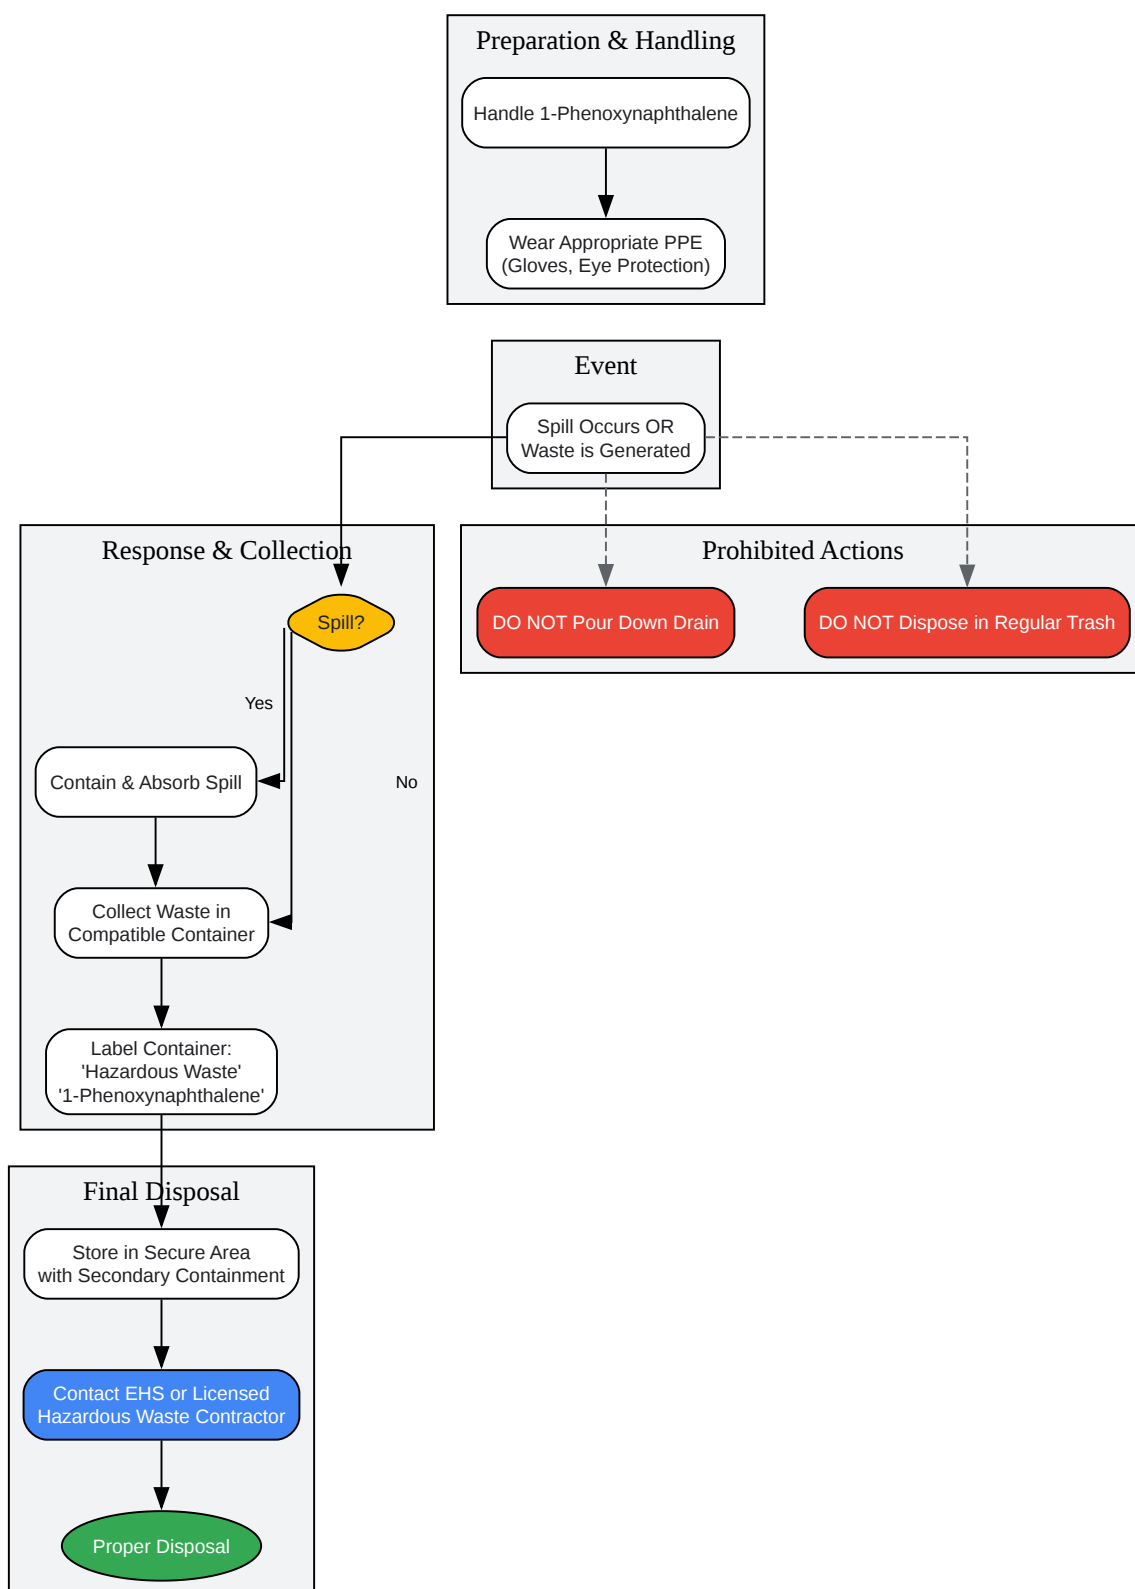 Preparation & Handling
Handle 1-Phenoxynaphthalene
Wear Appropriate PPE
(Gloves, Eye Protection)
Event
Spill Occurs OR
Waste is Generated
Response & Collection
Prohibited Actions
Spill?
DO NOT Pour Down Drain
DO NOT Dispose in Regular Trash
Yes
Contain & Absorb Spill
No
Collect Waste in
Compatible Container
Label Container:
'Hazardous Waste'
'1-Phenoxynaphthalene'
Final Disposal
Store in Secure Area
with Secondary Containment
Contact EHS or Licensed
Hazardous Waste Contractor
Proper Disposal